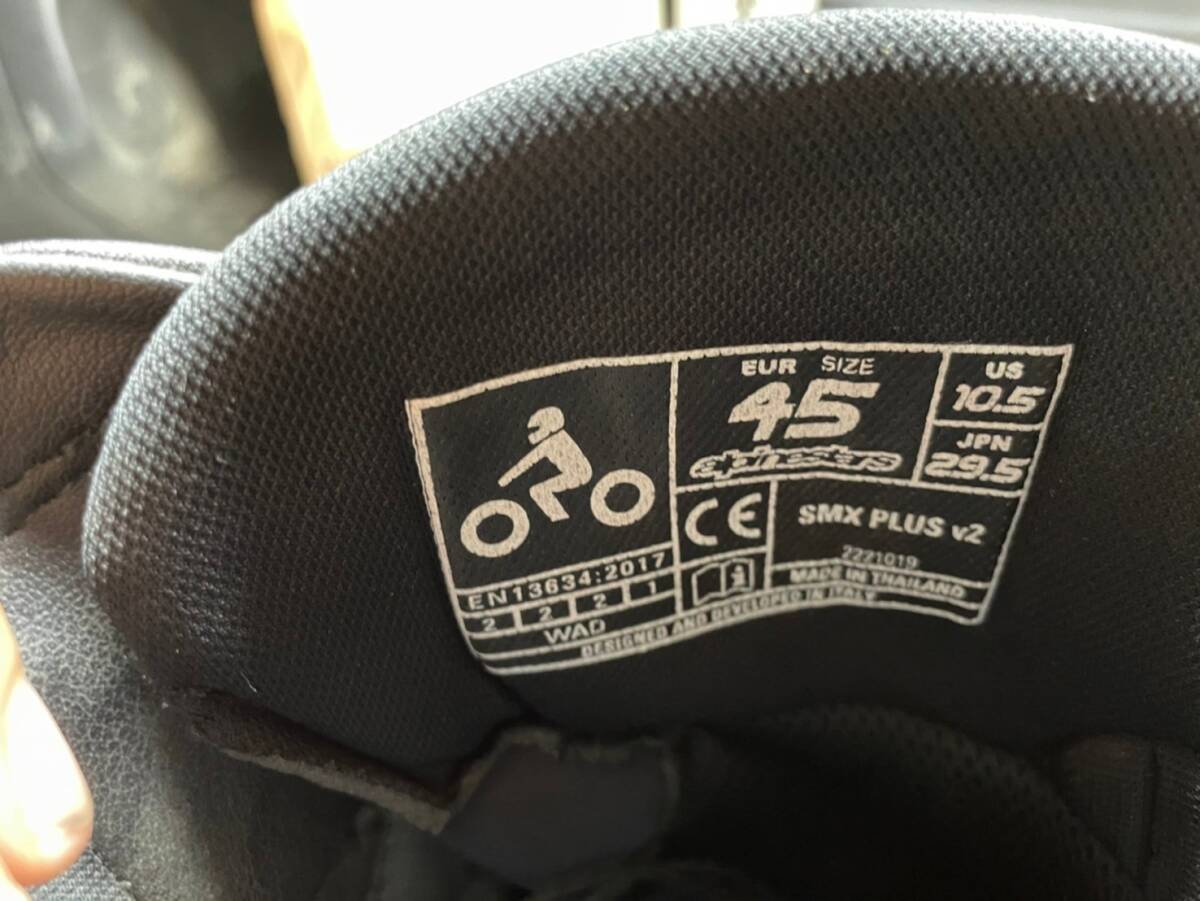 EUR SIZE
45
alpinestars
US
10.5
JPN
29.5
CE
SMX PLUS v2
2221019
MADE IN THAILAND
EN13634:2017
2 2 2 1
WAD
DESIGNED AND DEVELOPED IN ITALY